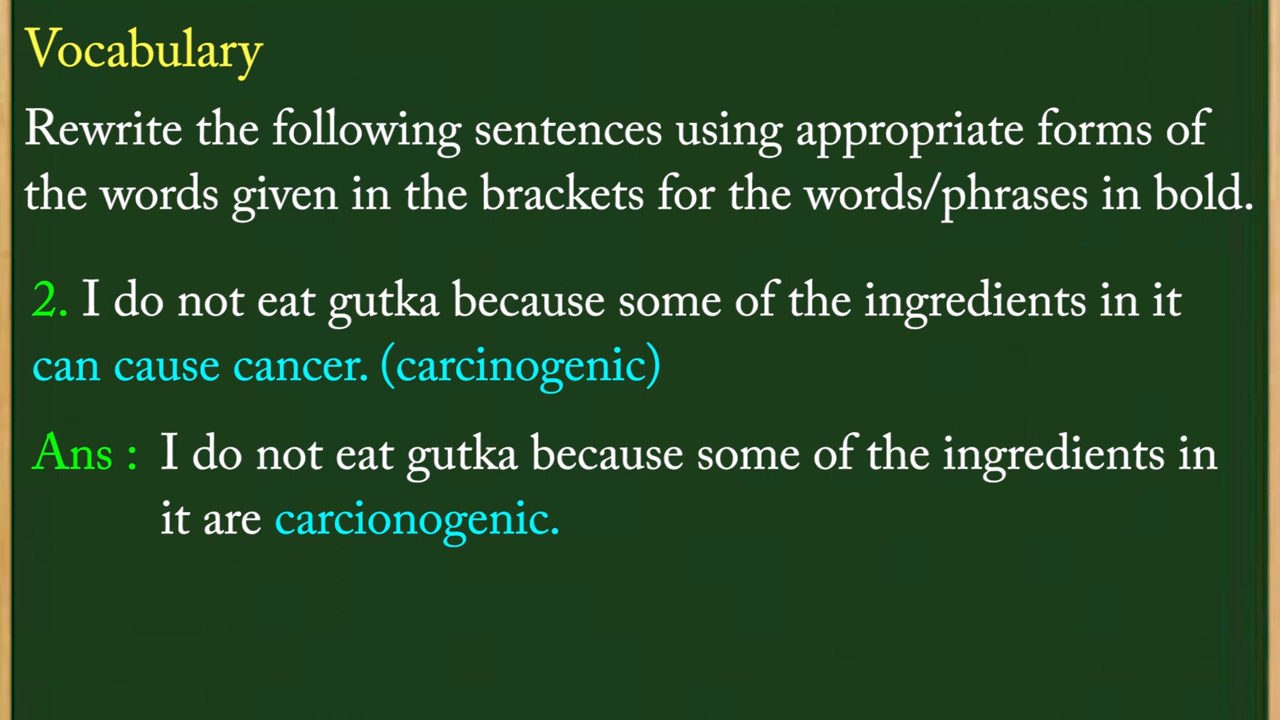 Vocabulary
Rewrite the following sentences using appropriate forms of
the words given in the brackets for the words/phrases in bold.
2. I do not eat gutka because some of the ingredients in it
can cause cancer. (carcinogenic)
Ans : I do not eat gutka because some of the ingredients in
it are carcionogenic.